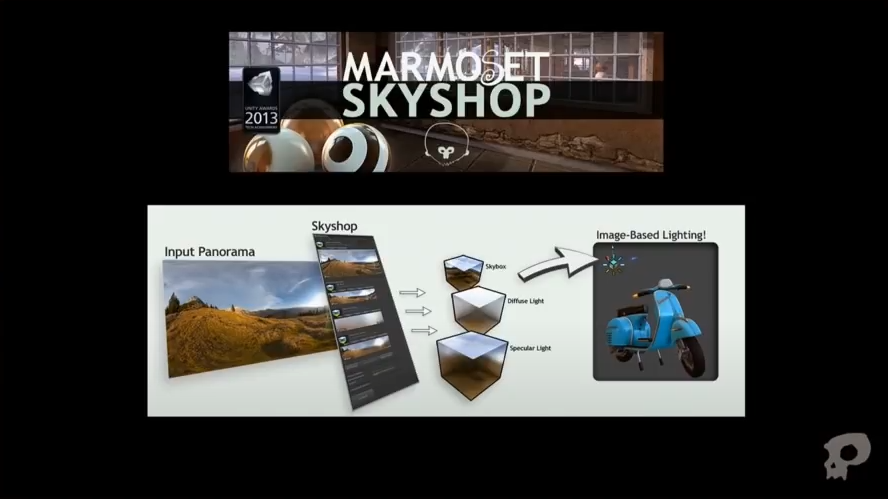 MARMOSET
SKYSHOP
UNITY AWARDS
2013
Skyshop
Input Panorama
Image-Based Lighting!
Skybox
Diffuse Light
Specular Light